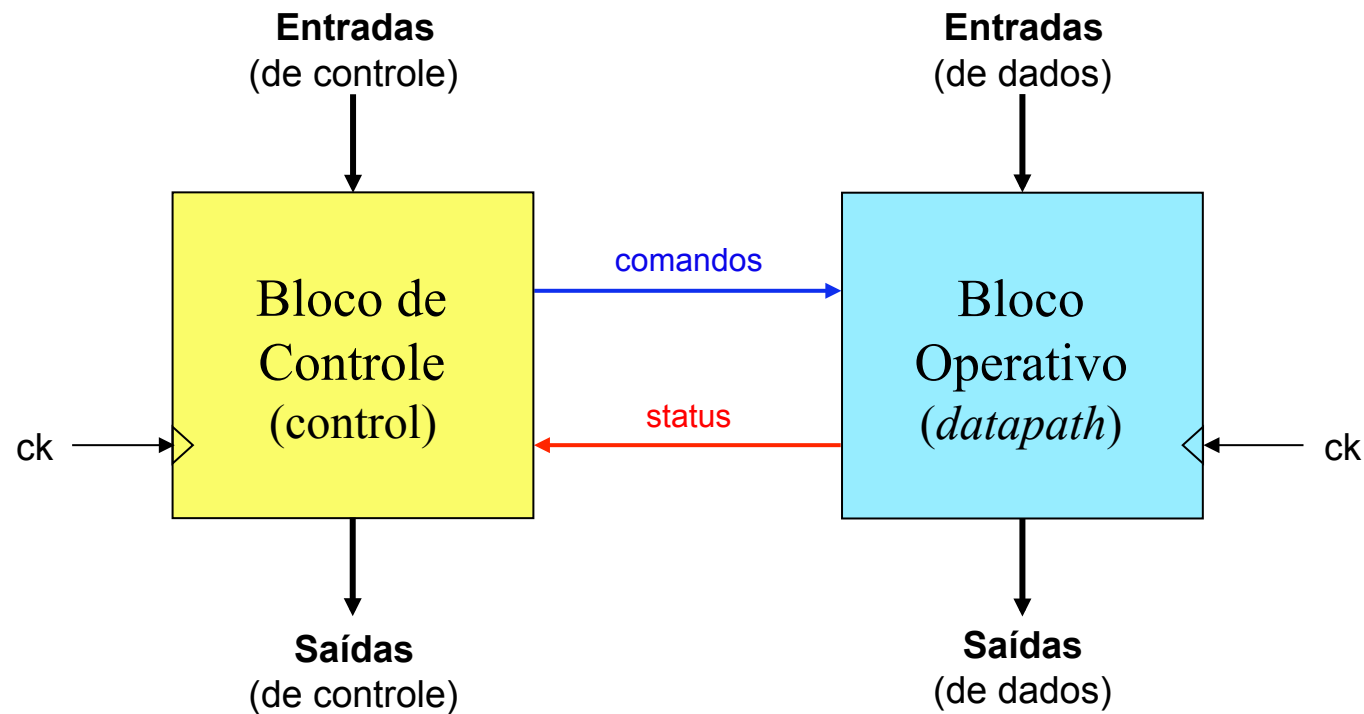 Entradas
(de controle)
Entradas
(de dados)
Bloco de
Controle
(control)
comandos
status
Bloco
Operativo
(datapath)
ck
ck
Saídas
(de controle)
Saídas
(de dados)